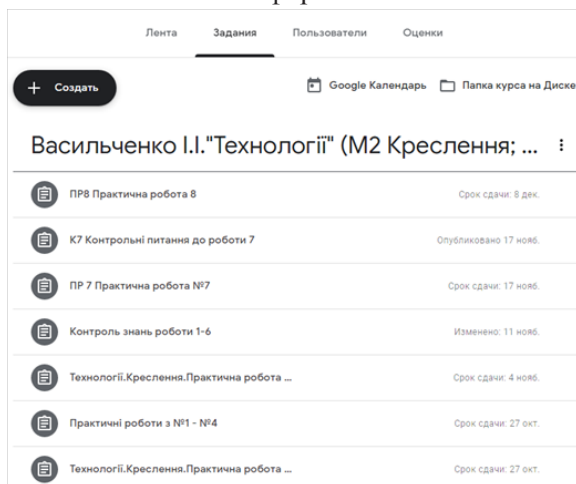 Лента Задания Пользователи Оценки
+ Создать Google Календарь Папка курса на Диске
Васильченко І.І."Технології" (М2 Креслення; ...
ПР8 Практична робота 8 Срок сдачи: 8 дек.
К7 Контрольні питання до роботи 7 Опубликовано 17 нояб.
ПР 7 Практична робота №7 Срок сдачи: 17 нояб.
Контроль знань роботи 1-6 Изменено: 11 нояб.
Технології.Креслення.Практична робота ... Срок сдачи: 4 нояб.
Практичні роботи з №1 - №4 Срок сдачи: 27 окт.
Технології.Креслення.Практична робота ... Срок сдачи: 27 окт.